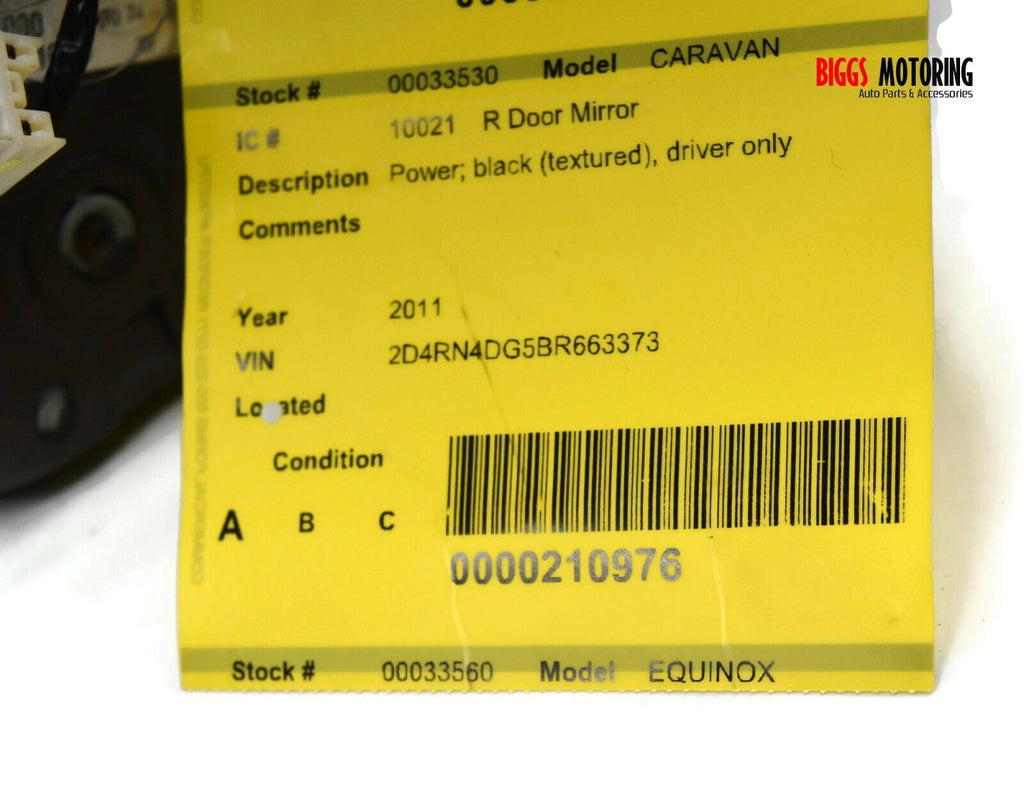 Stock # 00033530 Model CARAVAN
IC # 10021 R Door Mirror
Description Power; black (textured), driver only
Comments
Year 2011
VIN 2D4RN4DG5BR663373
Located
Condition
A B C
0000210976
Stock # 00033560 Model EQUINOX
BIGGS MOTORING
Auto Parts & Accessories